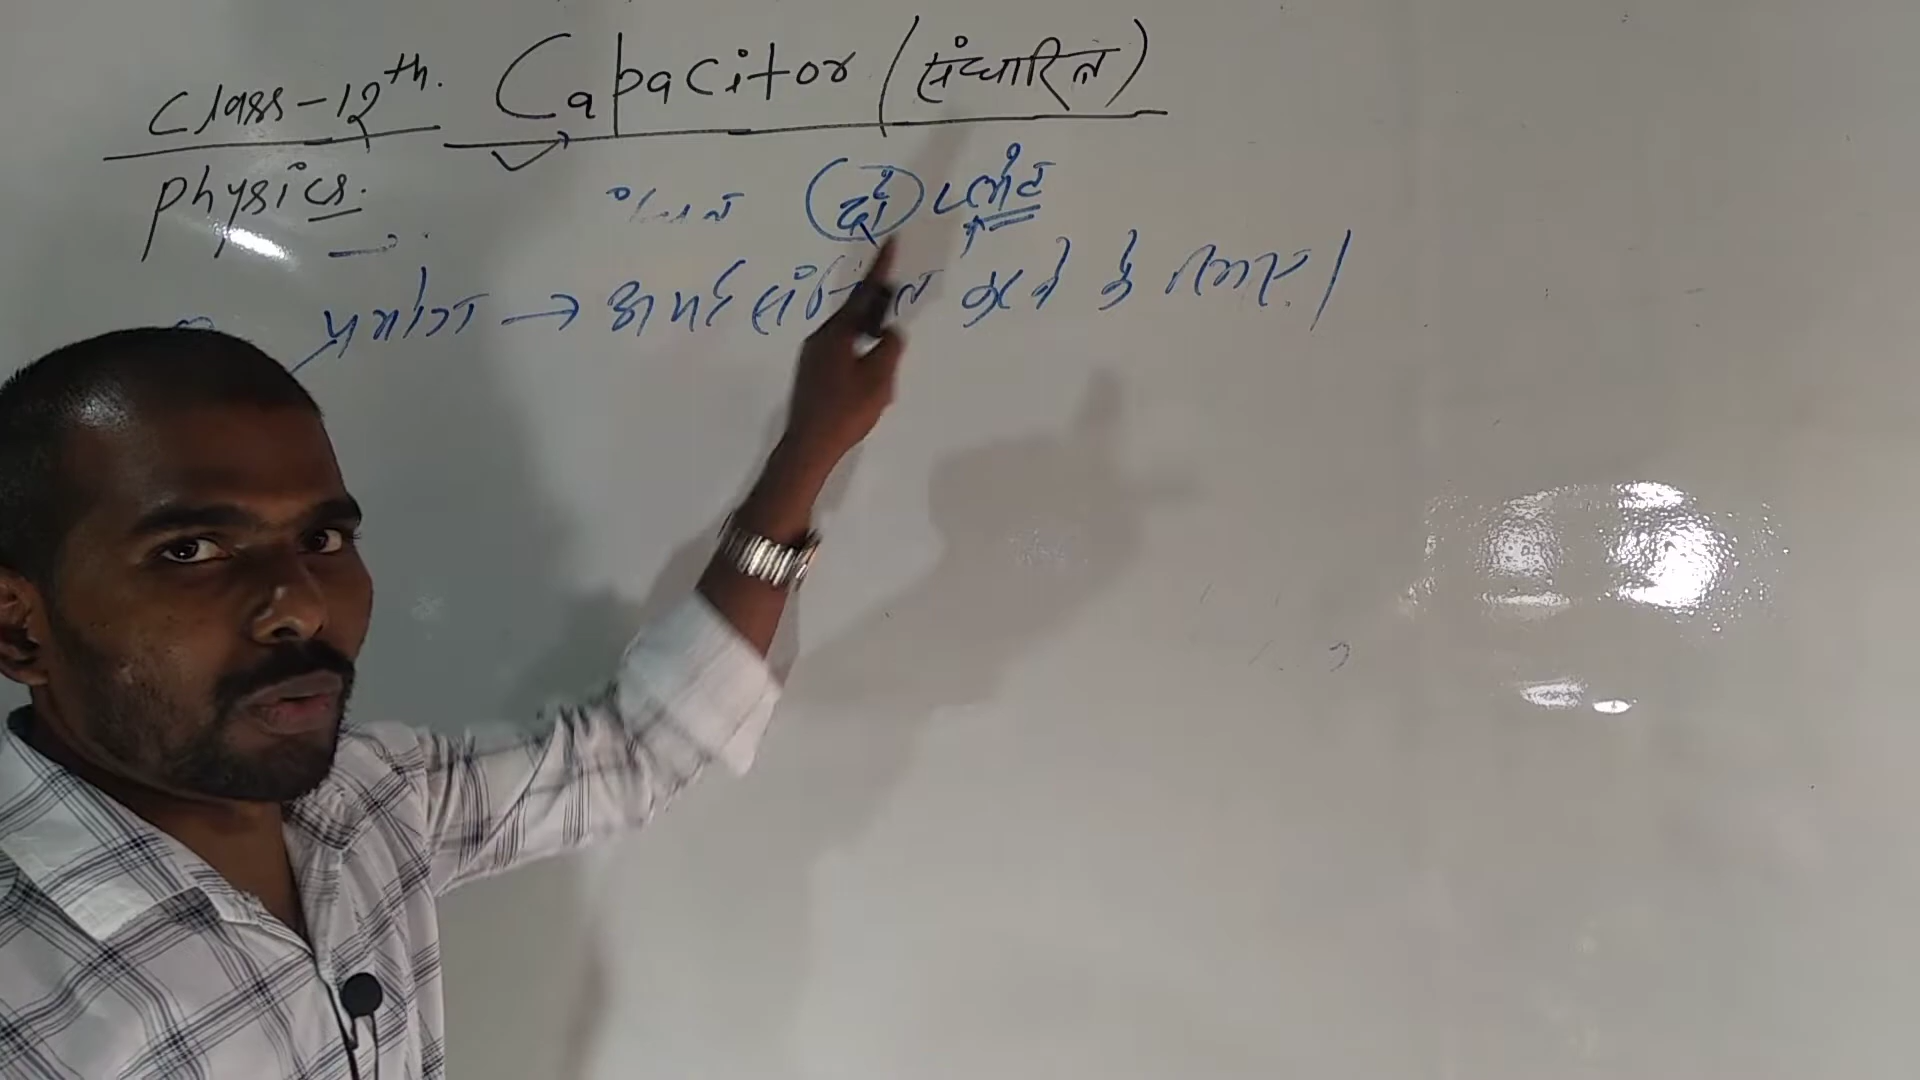 Class-12th. Capacitor (संधारित्र)
Physics.
दो प्लेट
प्रयोग → आवेश संचित करने के लिए।